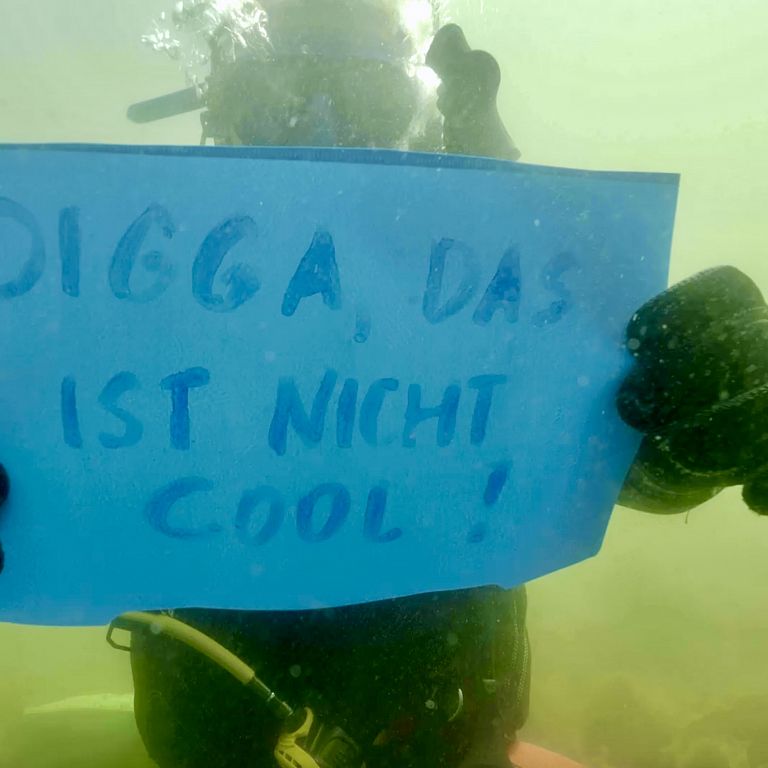 DIGGA, DAS
IST NICHT
COOL !